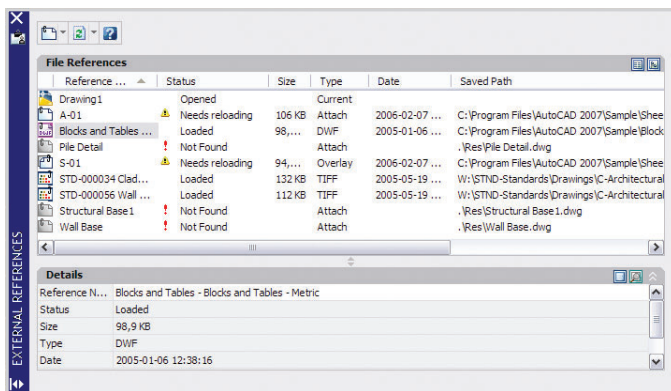 File References
Reference ... Status Size Type Date Saved Path
Drawing1 Opened Current
A-01 Needs reloading 106 KB Attach 2006-02-07 ... C:\Program Files\AutoCAD 2007\Sample\Shee
Blocks and Tables ... Loaded 98,... DWF 2005-01-06 ... C:\Program Files\AutoCAD 2007\Sample\Block
Pile Detail Not Found Attach .\Res\Pile Detail.dwg
S-01 Needs reloading 94,... Overlay 2006-02-07 ... C:\Program Files\AutoCAD 2007\Sample\Shee
STD-000034 Clad... Loaded 132 KB TIFF 2005-05-19 ... W:\STND-Standards\Drawings\C-Architectural
STD-000056 Wall ... Loaded 112 KB TIFF 2005-05-19 ... W:\STND-Standards\Drawings\C-Architectural
Structural Base1 Not Found Attach .\Res\Structural Base1.dwg
Wall Base Not Found Attach .\Res\Wall Base.dwg
Details
Reference N... Blocks and Tables - Blocks and Tables - Metric
Status Loaded
Size 98,9 KB
Type DWF
Date 2005-01-06 12:38:16
EXTERNAL REFERENCES